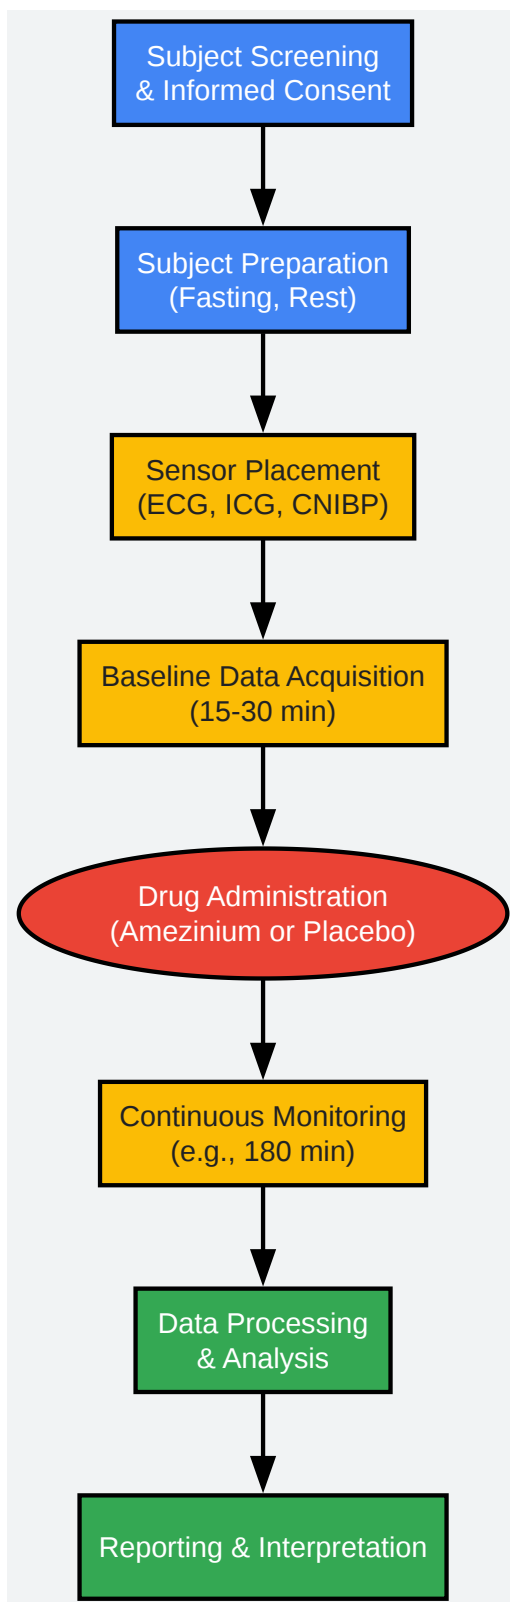 Subject Screening
& Informed Consent
Subject Preparation
(Fasting, Rest)
Sensor Placement
(ECG, ICG, CNIBP)
Baseline Data Acquisition
(15-30 min)
Drug Administration
(Amezinium or Placebo)
Continuous Monitoring
(e.g., 180 min)
Data Processing
& Analysis
Reporting & Interpretation